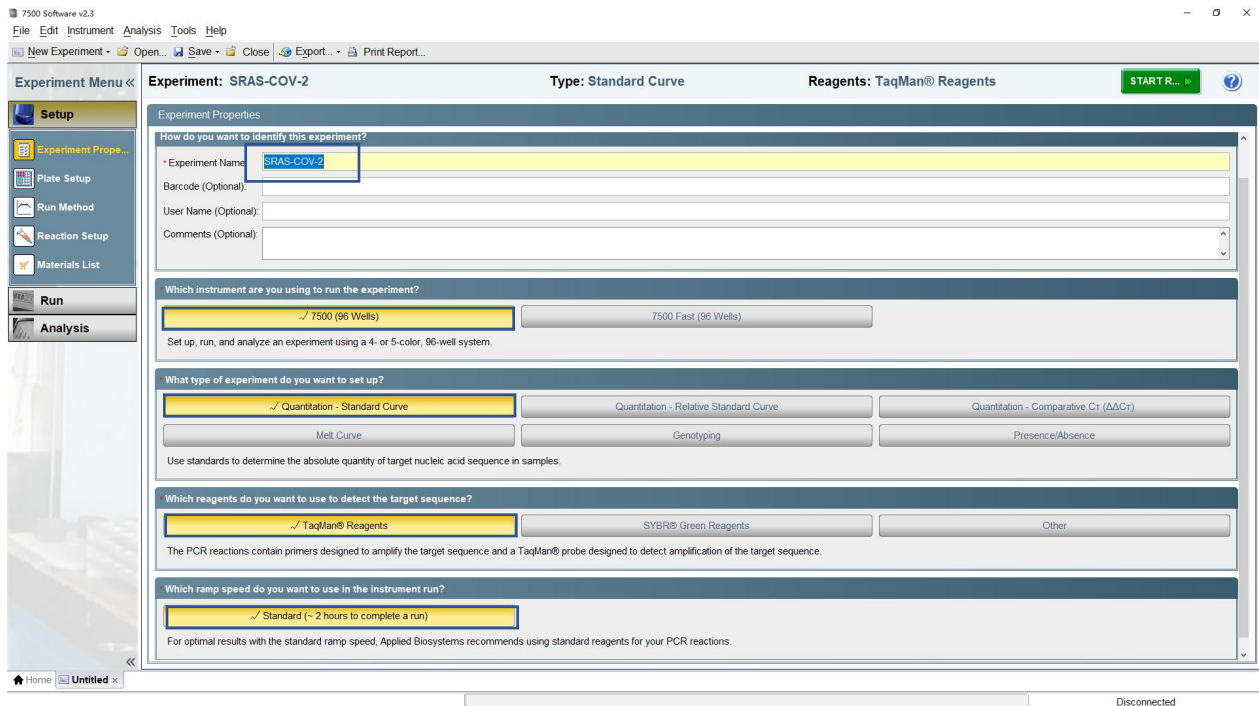 7500 Software v2.3
File Edit Instrument Analysis Tools Help
New Experiment Open... Save Close Export... Print Report...
Experiment Menu «
Experiment: SRAS-COV-2 Type: Standard Curve Reagents: TaqMan® Reagents START R... »
Setup
Experiment Prope...
Plate Setup
Run Method
Reaction Setup
Materials List
Run
Analysis
Experiment Properties
How do you want to identify this experiment?
* Experiment Name SRAS-COV-2
Barcode (Optional):
User Name (Optional):
Comments (Optional):
* Which instrument are you using to run the experiment?
✓ 7500 (96 Wells) 7500 Fast (96 Wells)
Set up, run, and analyze an experiment using a 4- or 5-color, 96-well system.
* What type of experiment do you want to set up?
✓ Quantitation - Standard Curve Quantitation - Relative Standard Curve Quantitation - Comparative Cт (ΔΔCт)
Melt Curve Genotyping Presence/Absence
Use standards to determine the absolute quantity of target nucleic acid sequence in samples.
* Which reagents do you want to use to detect the target sequence?
✓ TaqMan® Reagents SYBR® Green Reagents Other
The PCR reactions contain primers designed to amplify the target sequence and a TaqMan® probe designed to detect amplification of the target sequence.
* Which ramp speed do you want to use in the instrument run?
✓ Standard (~ 2 hours to complete a run)
For optimal results with the standard ramp speed, Applied Biosystems recommends using standard reagents for your PCR reactions.
«
Home Untitled ×
Disconnected